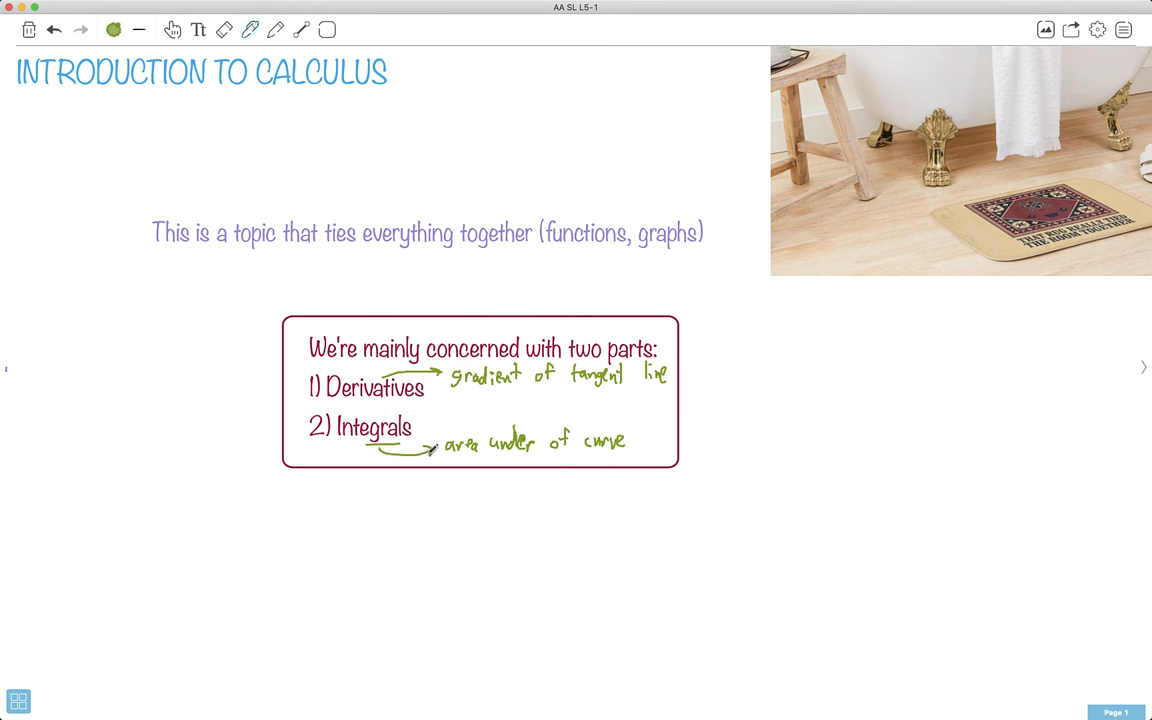 AA SL L5-1
Tt
INTRODUCTION TO CALCULUS
THAT RUG REALLY TIES
THE ROOM TOGETHER
This is a topic that ties everything together (functions, graphs)
We're mainly concerned with two parts:
1) Derivatives gradient of tangent line
2) Integrals area under of curve
Page 1